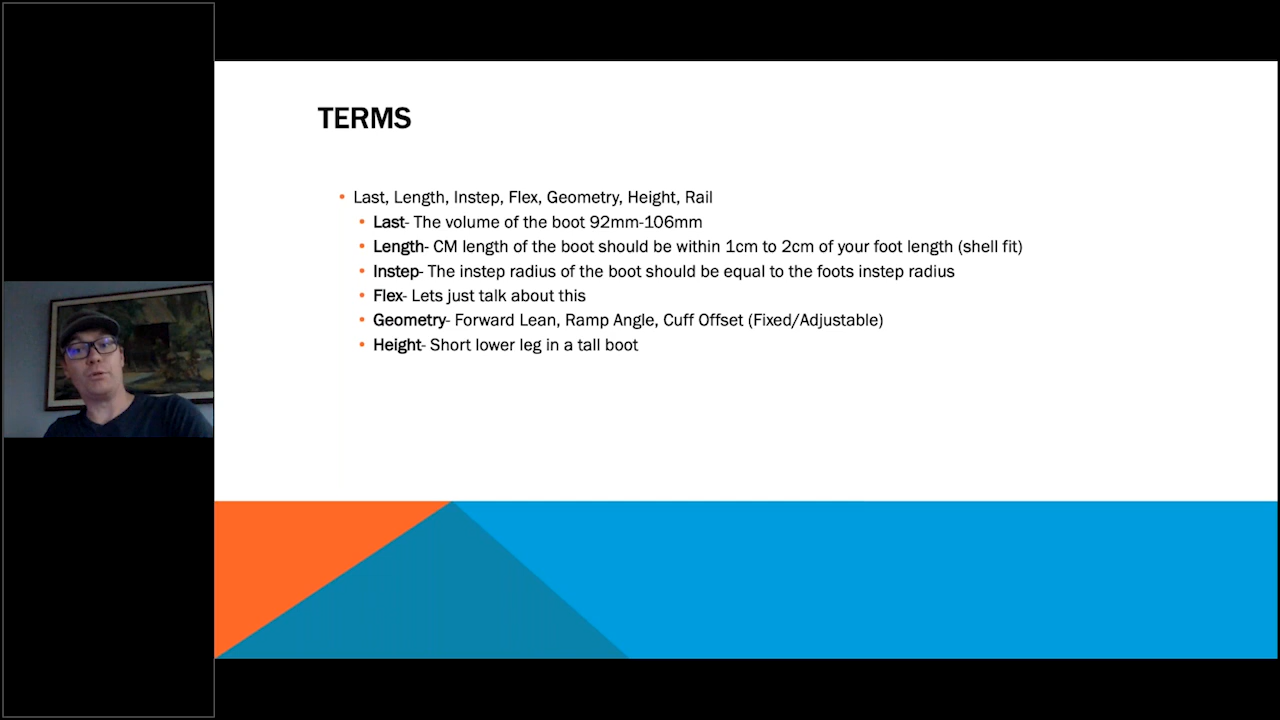 TERMS
• Last, Length, Instep, Flex, Geometry, Height, Rail
• Last- The volume of the boot 92mm-106mm
• Length- CM length of the boot should be within 1cm to 2cm of your foot length (shell fit)
• Instep- The instep radius of the boot should be equal to the foots instep radius
• Flex- Lets just talk about this
• Geometry- Forward Lean, Ramp Angle, Cuff Offset (Fixed/Adjustable)
• Height- Short lower leg in a tall boot